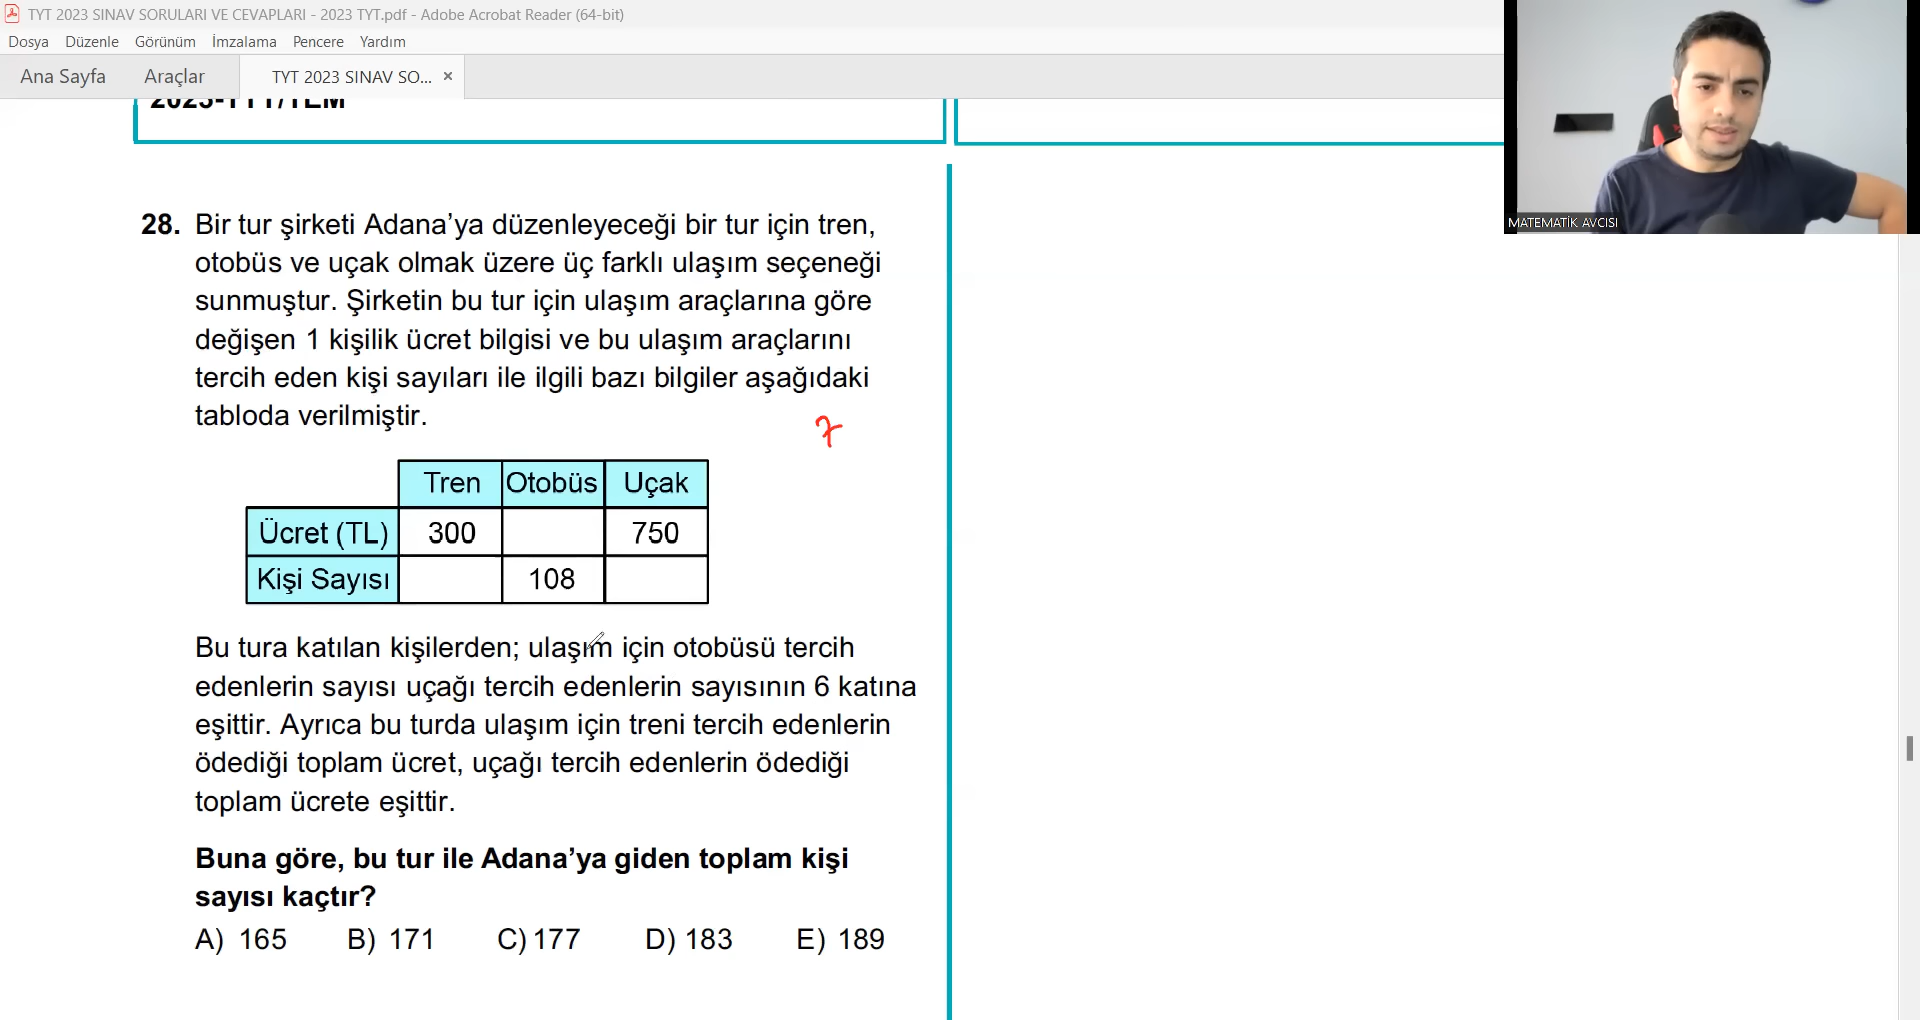 TYT 2023 SINAV SORULARI VE CEVAPLARI - 2023 TYT.pdf - Adobe Acrobat Reader (64-bit)
Dosya Düzenle Görünüm İmzalama Pencere Yardım
Ana Sayfa Araçlar TYT 2023 SINAV SO... ×
2023-TYT/TEM
MATEMATİK AVCISI
28. Bir tur şirketi Adana'ya düzenleyeceği bir tur için tren,
otobüs ve uçak olmak üzere üç farklı ulaşım seçeneği
sunmuştur. Şirketin bu tur için ulaşım araçlarına göre
değişen 1 kişilik ücret bilgisi ve bu ulaşım araçlarını
tercih eden kişi sayıları ile ilgili bazı bilgiler aşağıdaki
tabloda verilmiştir.
Tren Otobüs Uçak
Ücret (TL) 300 750
Kişi Sayısı 108
Bu tura katılan kişilerden; ulaşım için otobüsü tercih
edenlerin sayısı uçağı tercih edenlerin sayısının 6 katına
eşittir. Ayrıca bu turda ulaşım için treni tercih edenlerin
ödediği toplam ücret, uçağı tercih edenlerin ödediği
toplam ücrete eşittir.
Buna göre, bu tur ile Adana'ya giden toplam kişi
sayısı kaçtır?
A) 165 B) 171 C) 177 D) 183 E) 189